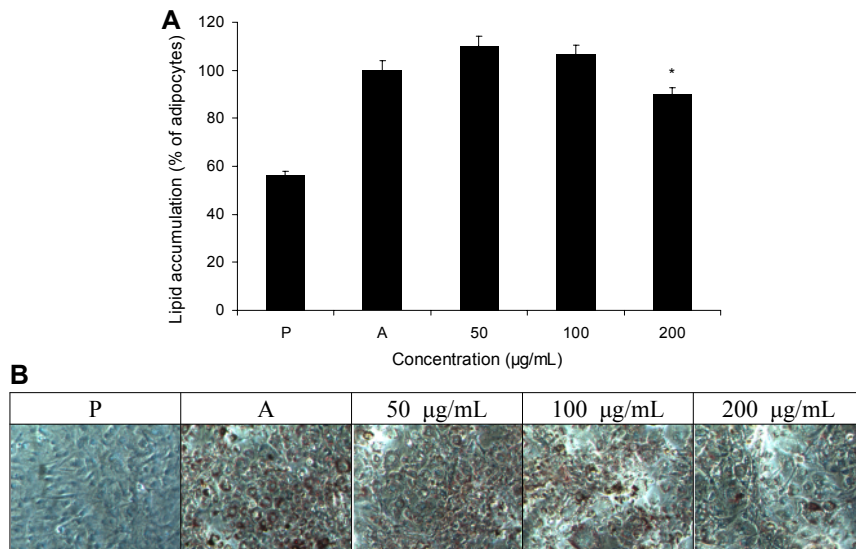 A
Lipid accumulation (% of adipocytes)
120
100
80
60
40
20
0
*
P A 50 100 200
Concentration (µg/mL)
B
P A 50 µg/mL 100 µg/mL 200 µg/mL